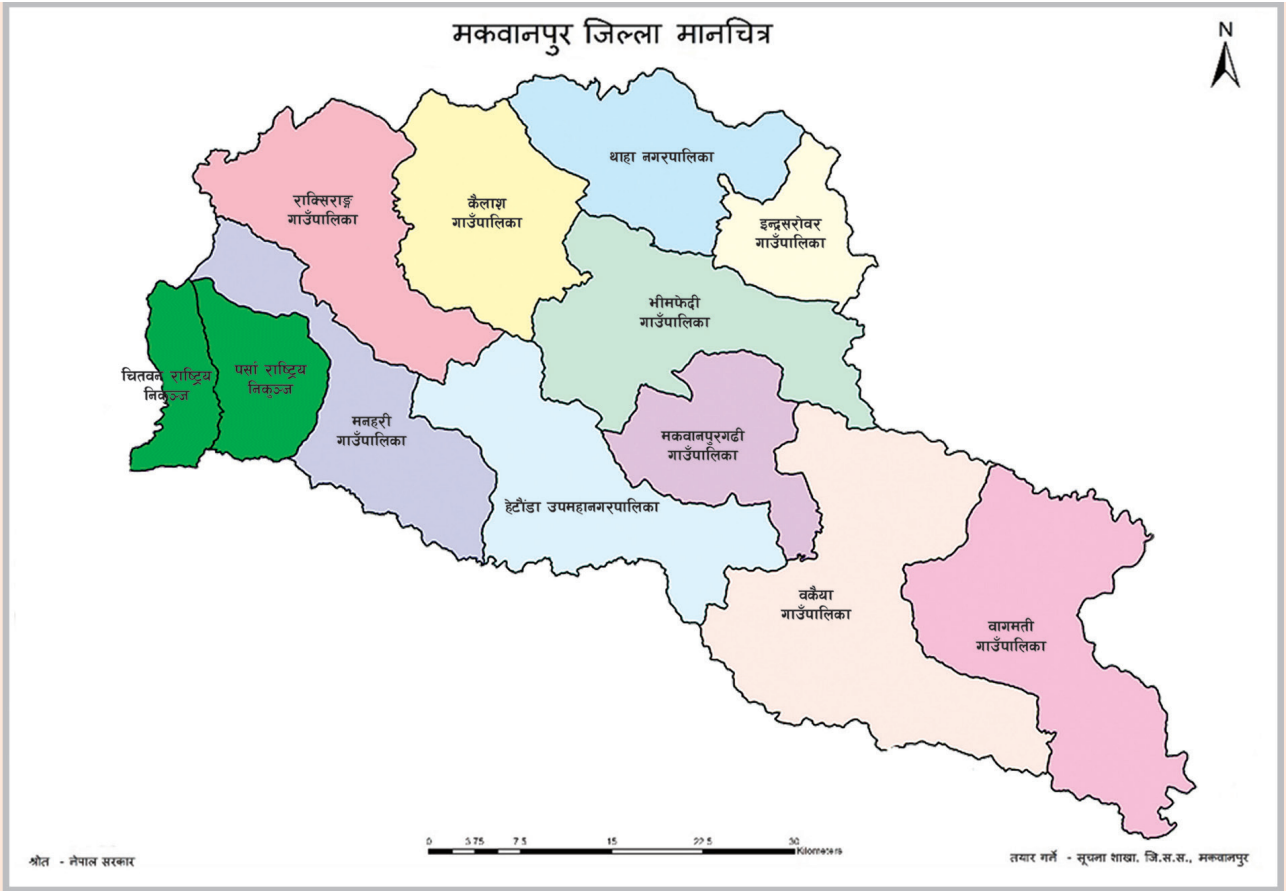 मकवानपुर जिल्ला मानचित्र
N
थाहा नगरपालिका
राक्सिराङ्ग
गाउँपालिका
कैलाश
गाउँपालिका
इन्द्रसरोवर
गाउँपालिका
भीमफेदी
गाउँपालिका
चितवन राष्ट्रिय
निकुञ्ज
पर्सा राष्ट्रिय
निकुञ्ज
मनहरी
गाउँपालिका
मकवानपुरगढी
गाउँपालिका
हेटौंडा उपमहानगरपालिका
वकैया
गाउँपालिका
वागमती
गाउँपालिका
0 3.75 7.5 15 22.5 30
Kilometers
श्रोत - नेपाल सरकार
तयार गर्ने - सूचना शाखा, जि.स.स., मकवानपुर